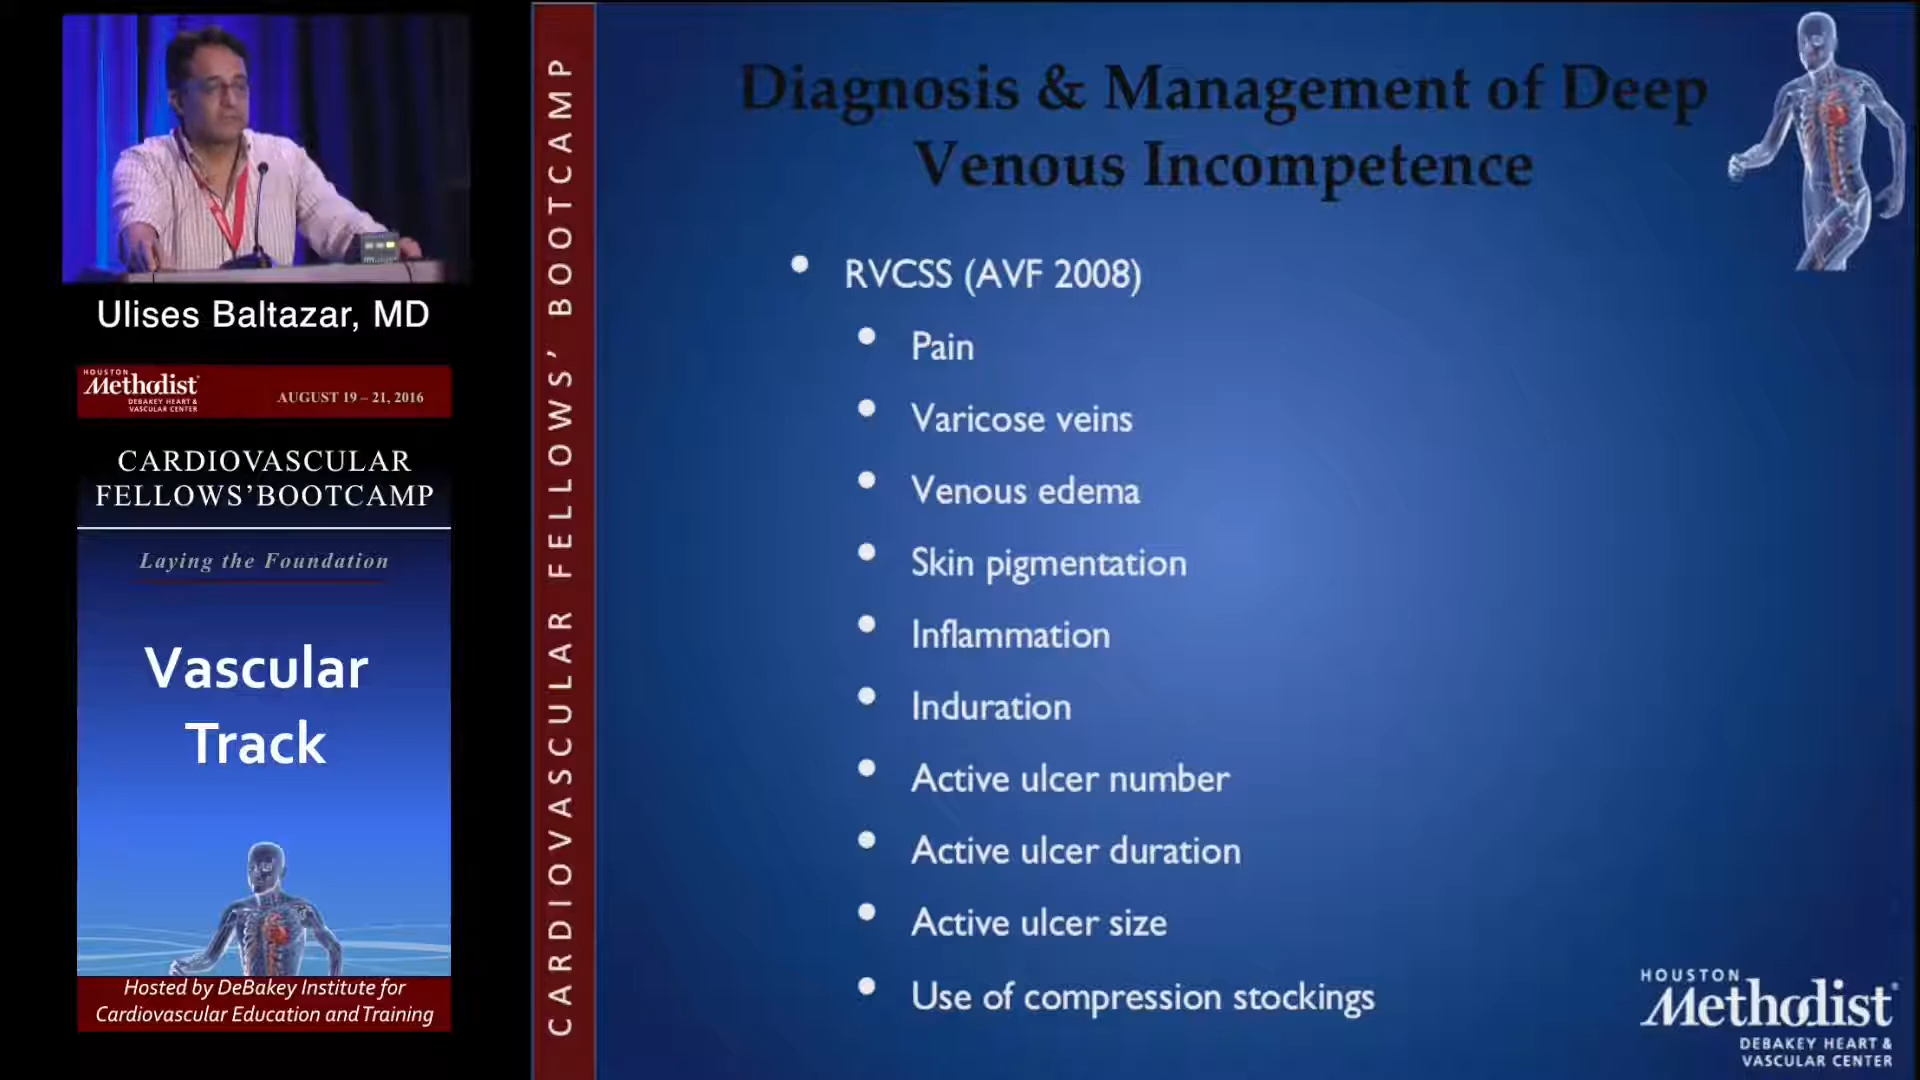 Ulises Baltazar, MD
HOUSTON
Methodist
DEBAKEY HEART &
VASCULAR CENTER
AUGUST 19 – 21, 2016
CARDIOVASCULAR
FELLOWS' BOOTCAMP
Laying the Foundation
Vascular
Track
Hosted by DeBakey Institute for
Cardiovascular Education and Training
CARDIOVASCULAR FELLOWS' BOOTCAMP
Diagnosis & Management of Deep
Venous Incompetence
RVCSS (AVF 2008)
Pain
Varicose veins
Venous edema
Skin pigmentation
Inflammation
Induration
Active ulcer number
Active ulcer duration
Active ulcer size
Use of compression stockings
HOUSTON
Methodist
DEBAKEY HEART &
VASCULAR CENTER